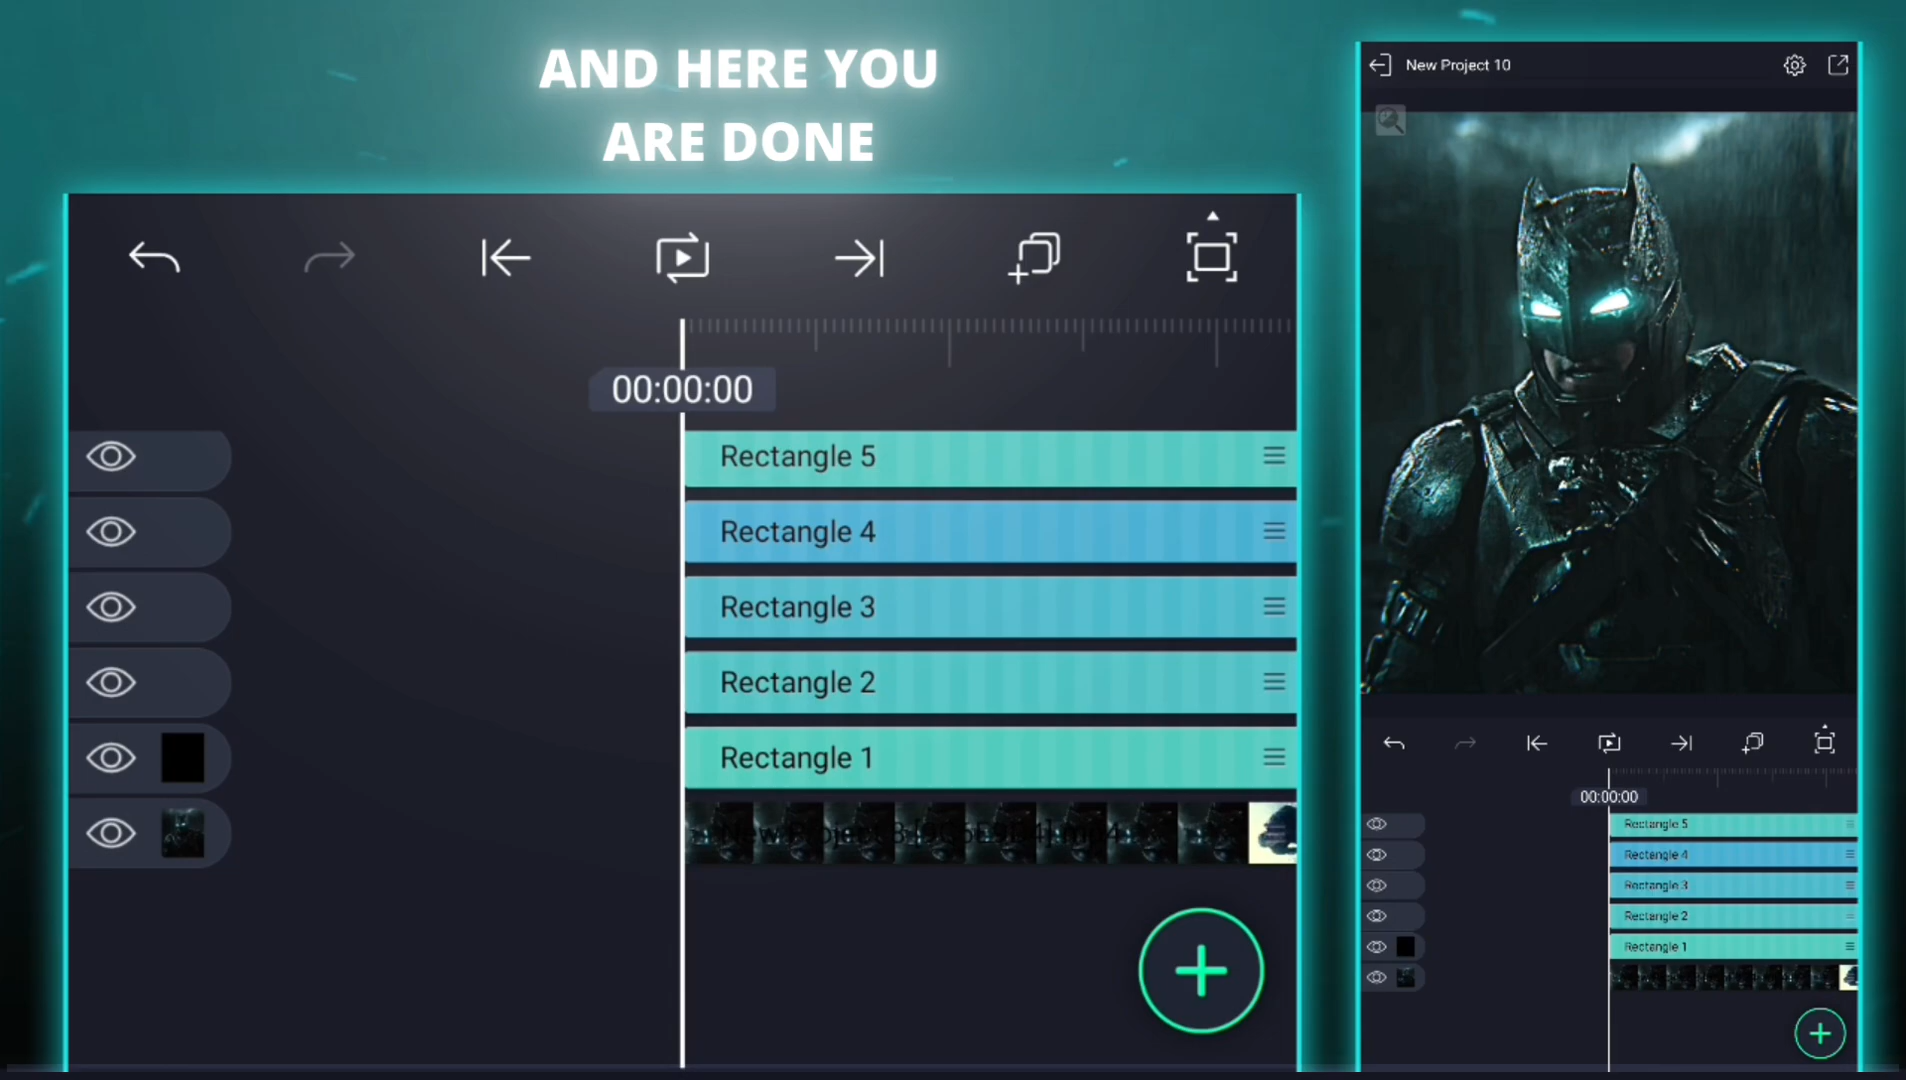 AND HERE YOU
ARE DONE
00:00:00
Rectangle 5
Rectangle 4
Rectangle 3
Rectangle 2
Rectangle 1
New Project 10
00:00:00
Rectangle 5
Rectangle 4
Rectangle 3
Rectangle 2
Rectangle 1